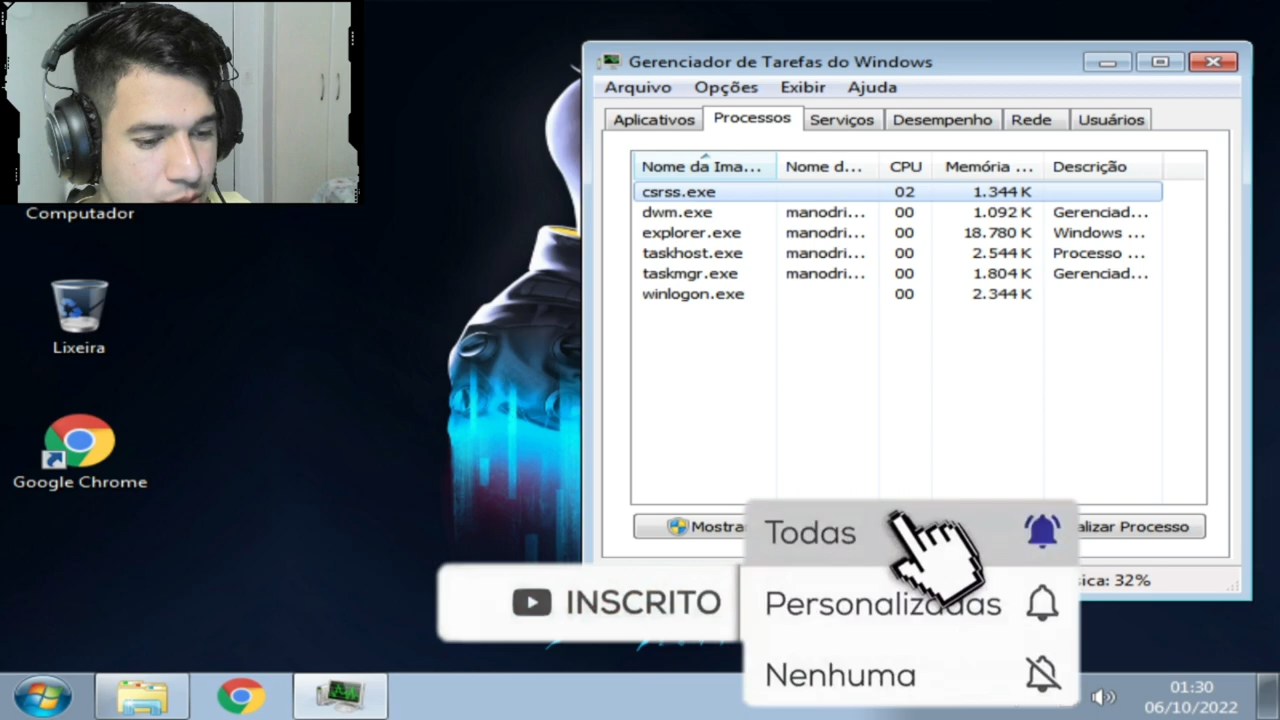 Gerenciador de Tarefas do Windows
Arquivo Opções Exibir Ajuda
Aplicativos Processos Serviços Desempenho Rede Usuários
Nome da Ima... Nome d... CPU Memória ... Descrição
csrss.exe 02 1.344 K
dwm.exe manodri... 00 1.092 K Gerenciad...
explorer.exe manodri... 00 18.780 K Windows ...
taskhost.exe manodri... 00 2.544 K Processo ...
taskmgr.exe manodri... 00 1.804 K Gerenciad...
winlogon.exe 00 2.344 K
Computador
Lixeira
Google Chrome
Todas
Processo
32%
INSCRITO
Personalizadas
Nenhuma
01:30
06/10/2022